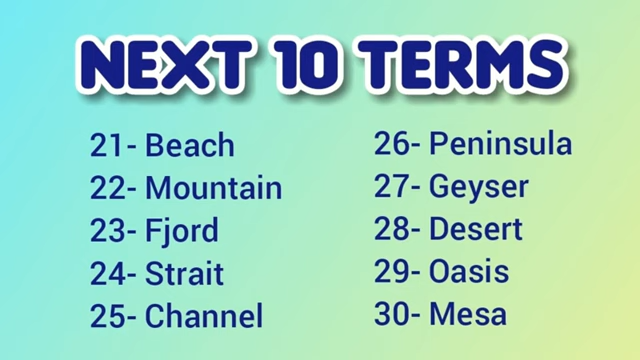 NEXT 10 TERMS
21- Beach
22- Mountain
23- Fjord
24- Strait
25- Channel
26- Peninsula
27- Geyser
28- Desert
29- Oasis
30- Mesa